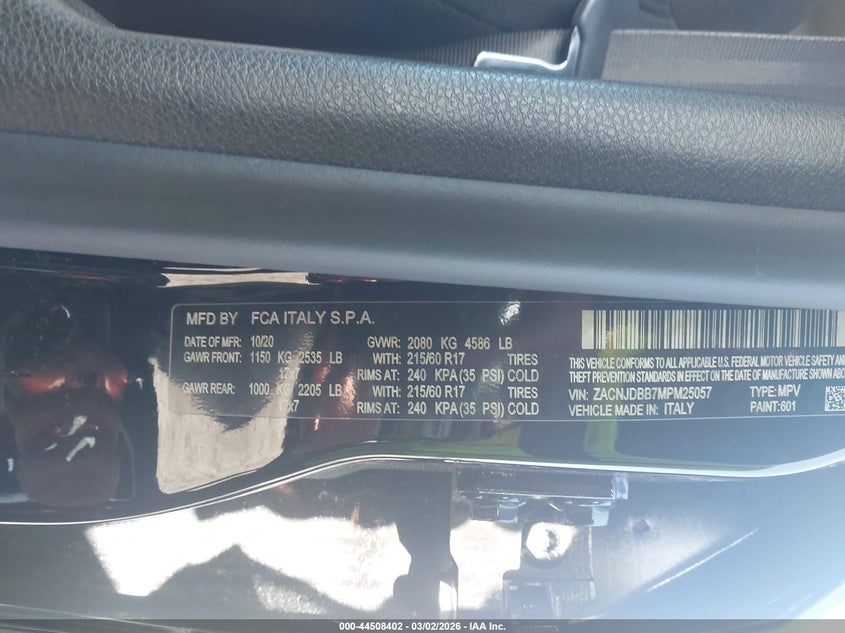 MFD BY FCA ITALY S.P.A.
DATE OF MFR: 10/20 GVWR: 2080 KG 4586 LB
GAWR FRONT: 1150 KG 2535 LB WITH: 215/60 R17 TIRES
RIMS AT: 240 KPA (35 PSI) COLD
GAWR REAR: 1000 KG 2205 LB WITH: 215/60 R17 TIRES
RIMS AT: 240 KPA (35 PSI) COLD
THIS VEHICLE CONFORMS TO ALL APPLICABLE U.S. FEDERAL MOTOR VEHICLE SAFETY AND
THEFT PREVENTION STANDARDS IN EFFECT ON THE DATE OF MANUFACTURE SHOWN ABOVE
VIN: ZACNJDBB7MPM25057 TYPE: MPV
VEHICLE MADE IN: ITALY PAINT:601
000-44508402 — 03/02/2026 — IAA Inc.